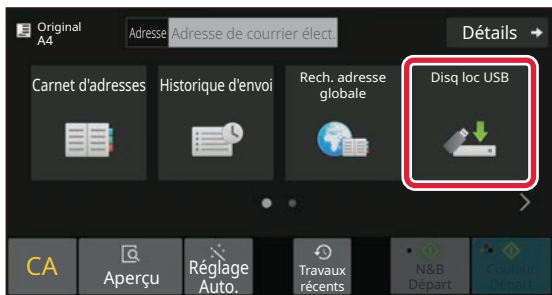 Original
A4
Adresse Adresse de courrier élect.
Détails
Carnet d'adresses
Historique d'envoi
Rech. adresse
globale
Disq loc USB
CA
Aperçu
Réglage
Auto.
Travaux
récents
N&B
Départ
Couleur
Départ